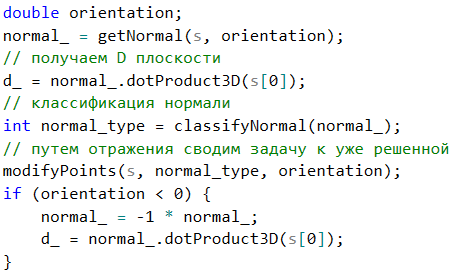 double orientation;
normal_ = getNormal(s, orientation);
// получаем D плоскости
d_ = normal_.dotProduct3D(s[0]);
// классификация нормали
int normal_type = classifyNormal(normal_);
// путем отражения сводим задачу к уже решенной
modifyPoints(s, normal_type, orientation);
if (orientation < 0) {
    normal_ = -1 * normal_;
    d_ = normal_.dotProduct3D(s[0]);
}